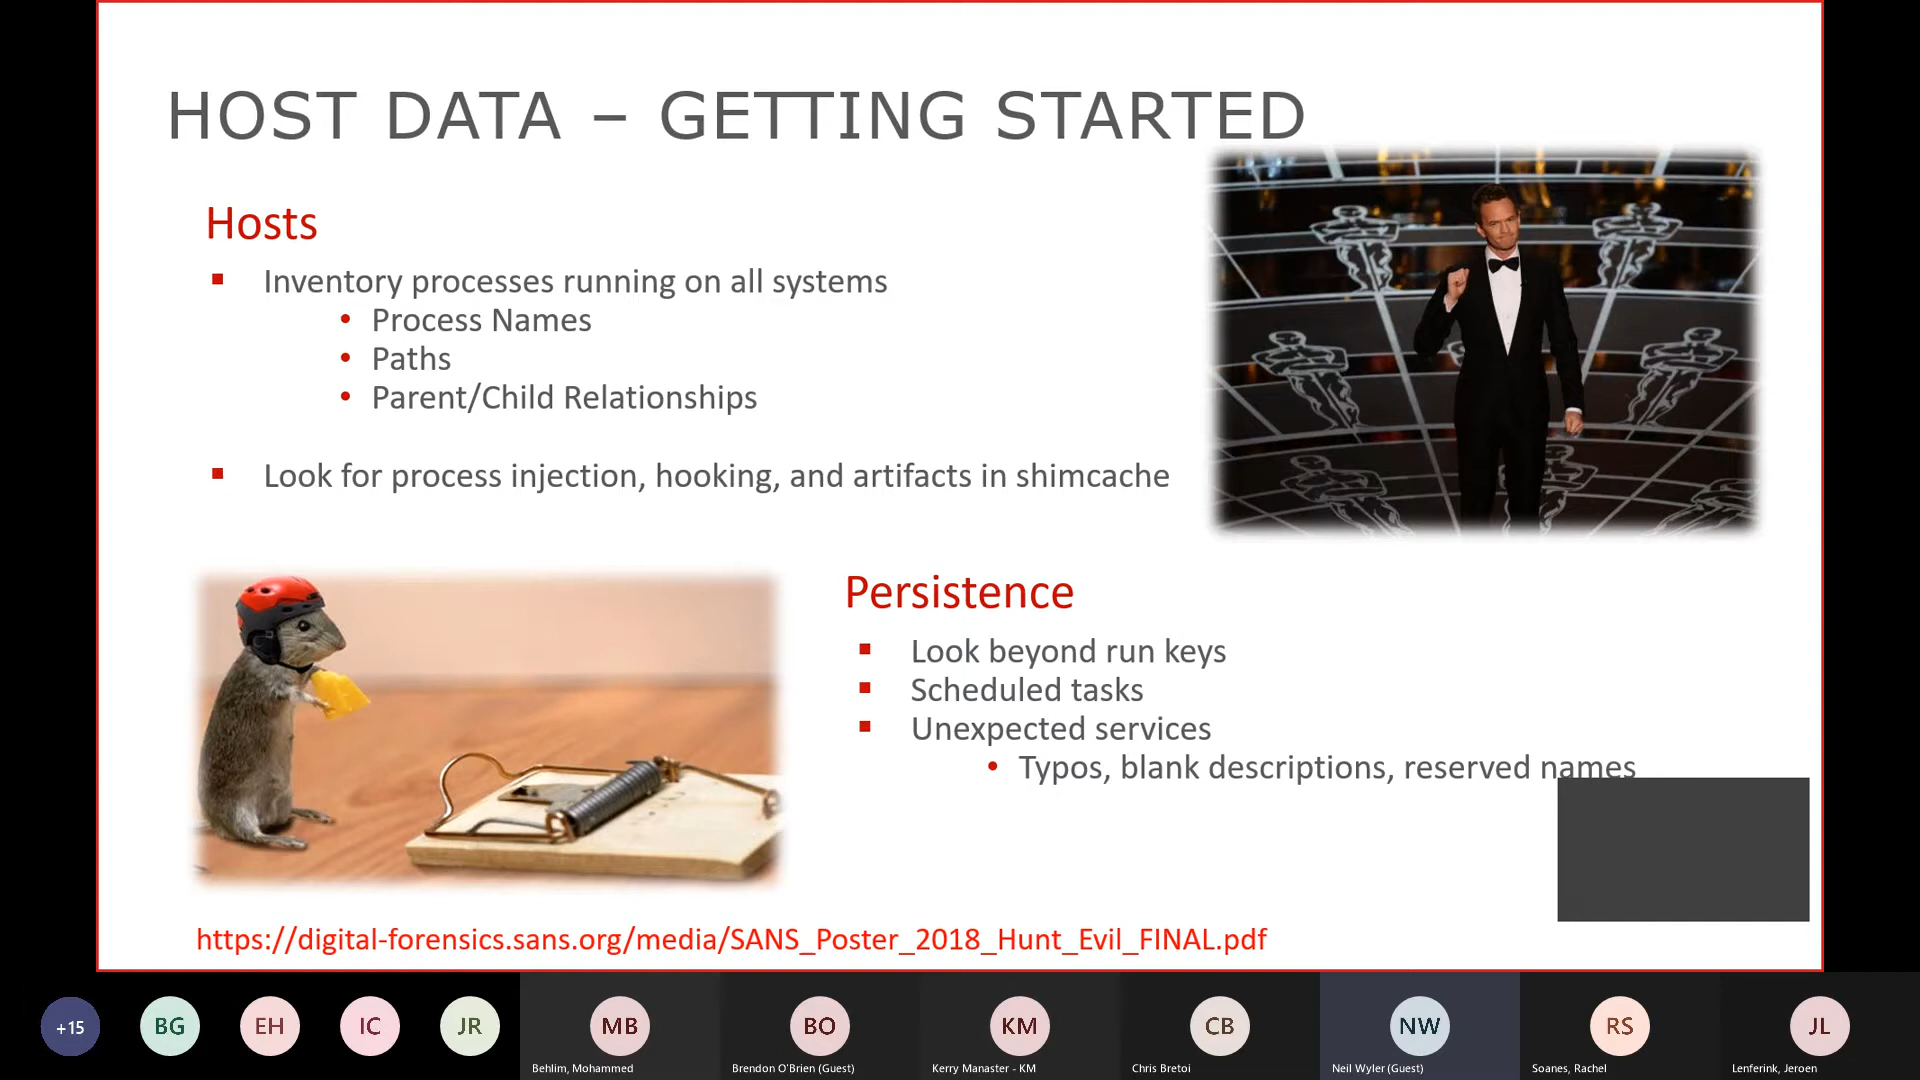 HOST DATA – GETTING STARTED
Hosts
Inventory processes running on all systems
Process Names
Paths
Parent/Child Relationships
Look for process injection, hooking, and artifacts in shimcache
Persistence
Look beyond run keys
Scheduled tasks
Unexpected services
Typos, blank descriptions, reserved names
https://digital-forensics.sans.org/media/SANS_Poster_2018_Hunt_Evil_FINAL.pdf
+15
BG
EH
IC
JR
MB
BO
KM
CB
NW
RS
JL
Behlim, Mohammed
Brendon O'Brien (Guest)
Kerry Manaster - KM
Chris Bretoi
Neil Wyler (Guest)
Soanes, Rachel
Lenferink, Jeroen